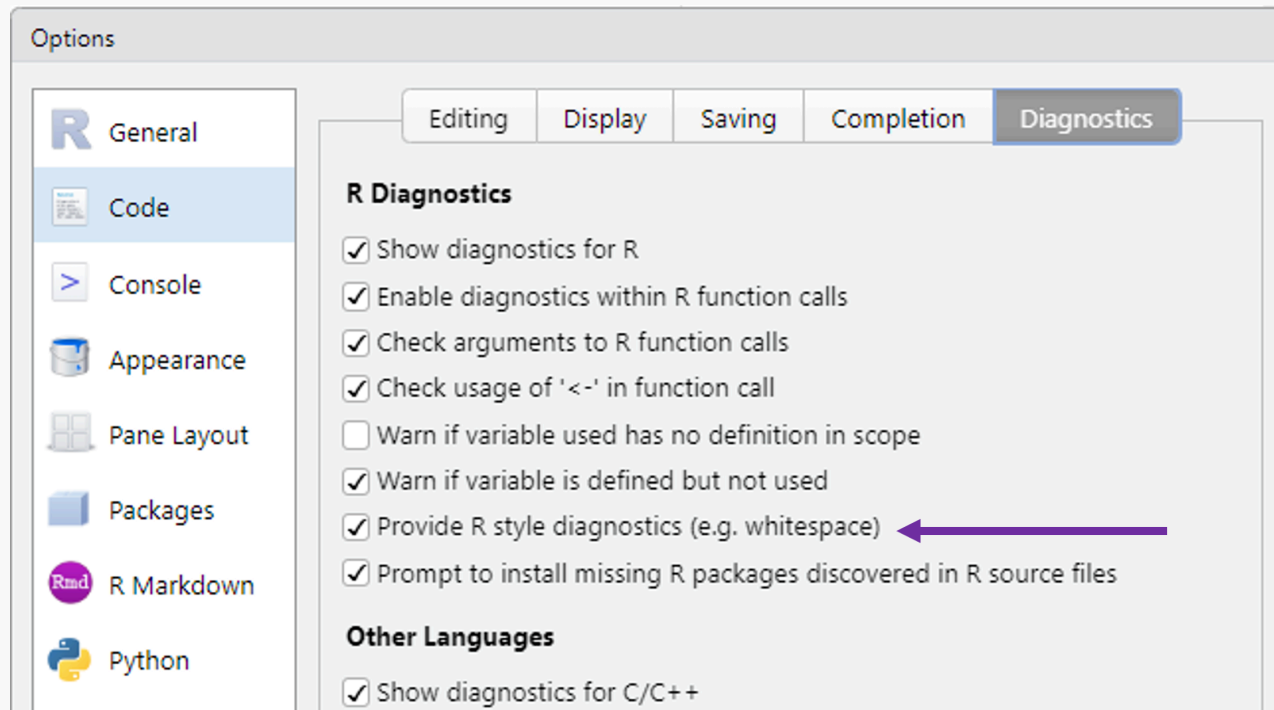 Options
R General
Code
> Console
Appearance
Pane Layout
Packages
Rmd R Markdown
Python
Editing Display Saving Completion Diagnostics
R Diagnostics
Show diagnostics for R
Enable diagnostics within R function calls
Check arguments to R function calls
Check usage of '<-' in function call
Warn if variable used has no definition in scope
Warn if variable is defined but not used
Provide R style diagnostics (e.g. whitespace)
Prompt to install missing R packages discovered in R source files
Other Languages
Show diagnostics for C/C++